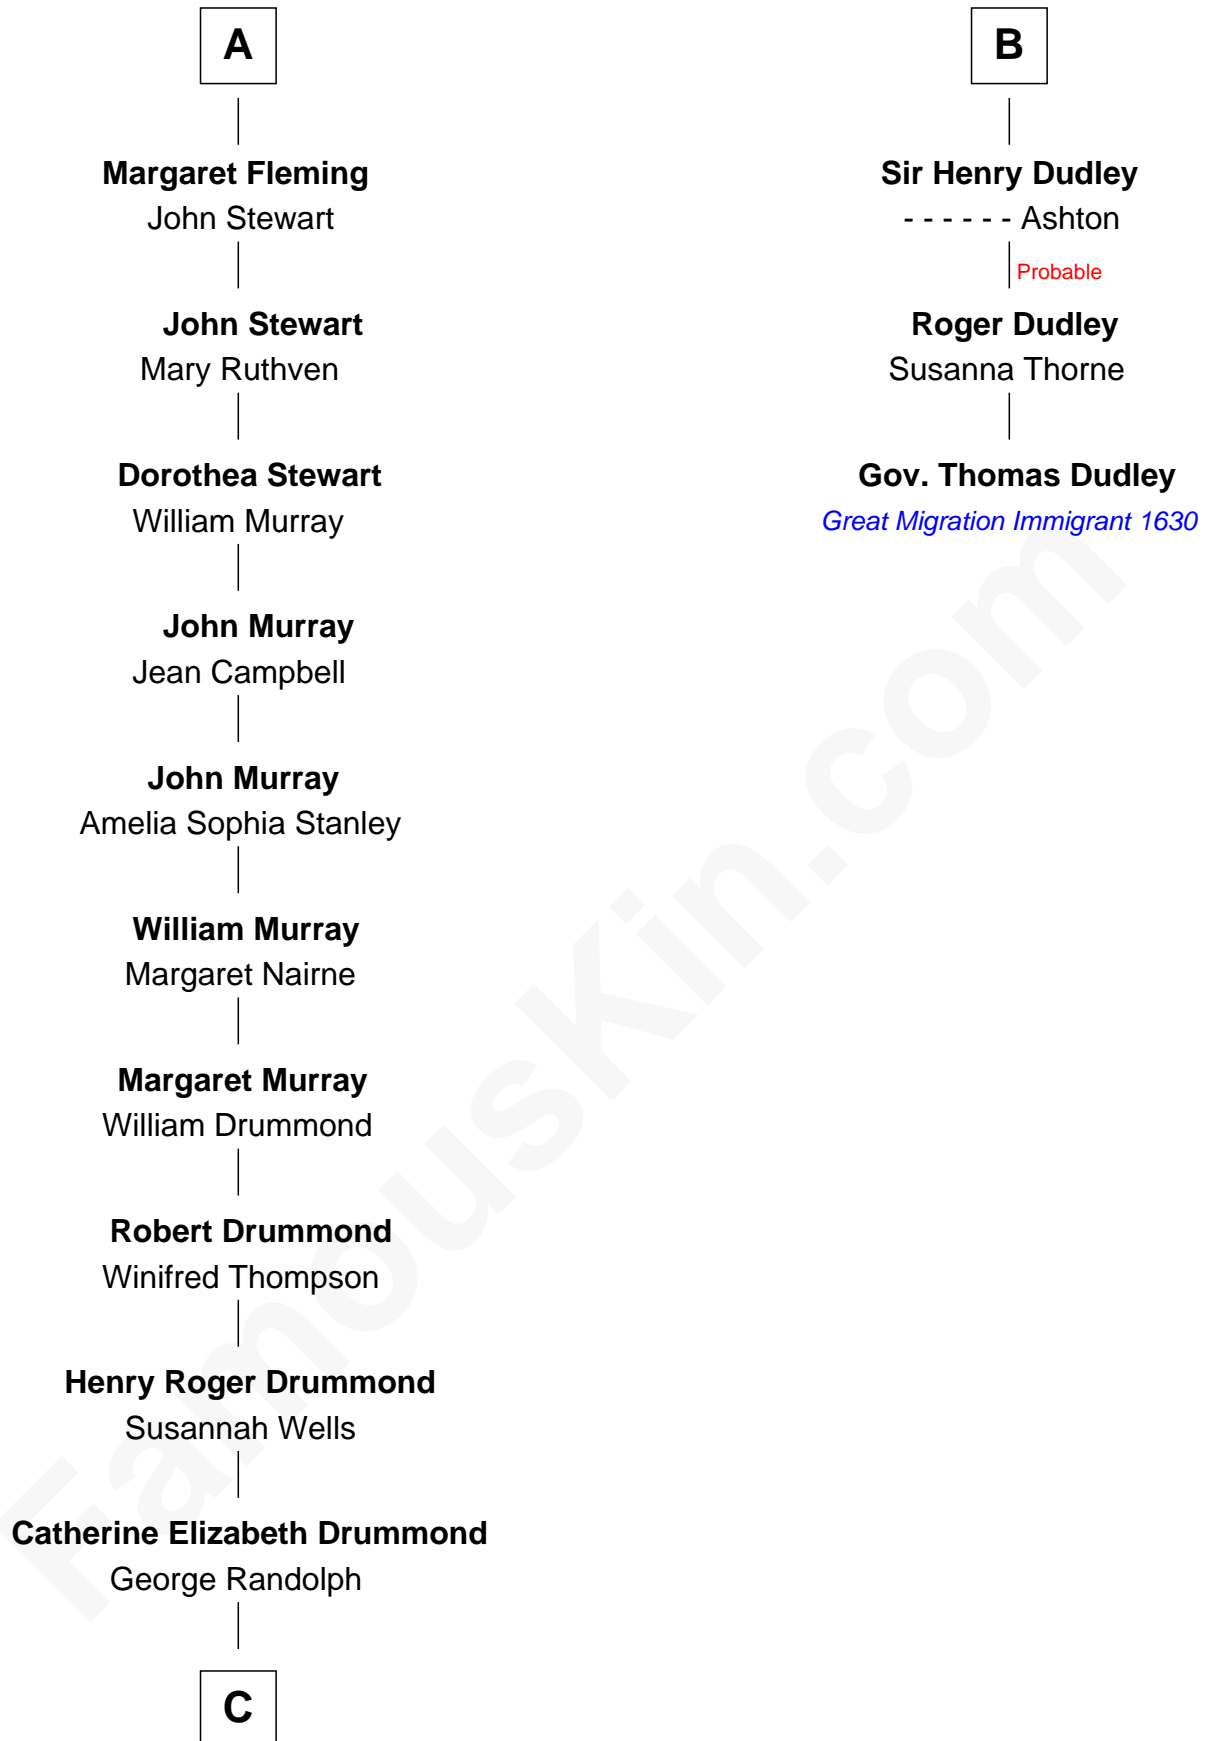 A
Margaret Fleming
John Stewart
John Stewart
Mary Ruthven
Dorothea Stewart
William Murray
John Murray
Jean Campbell
John Murray
Amelia Sophia Stanley
William Murray
Margaret Nairne
Margaret Murray
William Drummond
Robert Drummond
Winifred Thompson
Henry Roger Drummond
Susannah Wells
Catherine Elizabeth Drummond
George Randolph
C
B
Sir Henry Dudley
- - - - - - Ashton
Probable
Roger Dudley
Susanna Thorne
Gov. Thomas Dudley
Great Migration Immigrant 1630
FamousKin.com